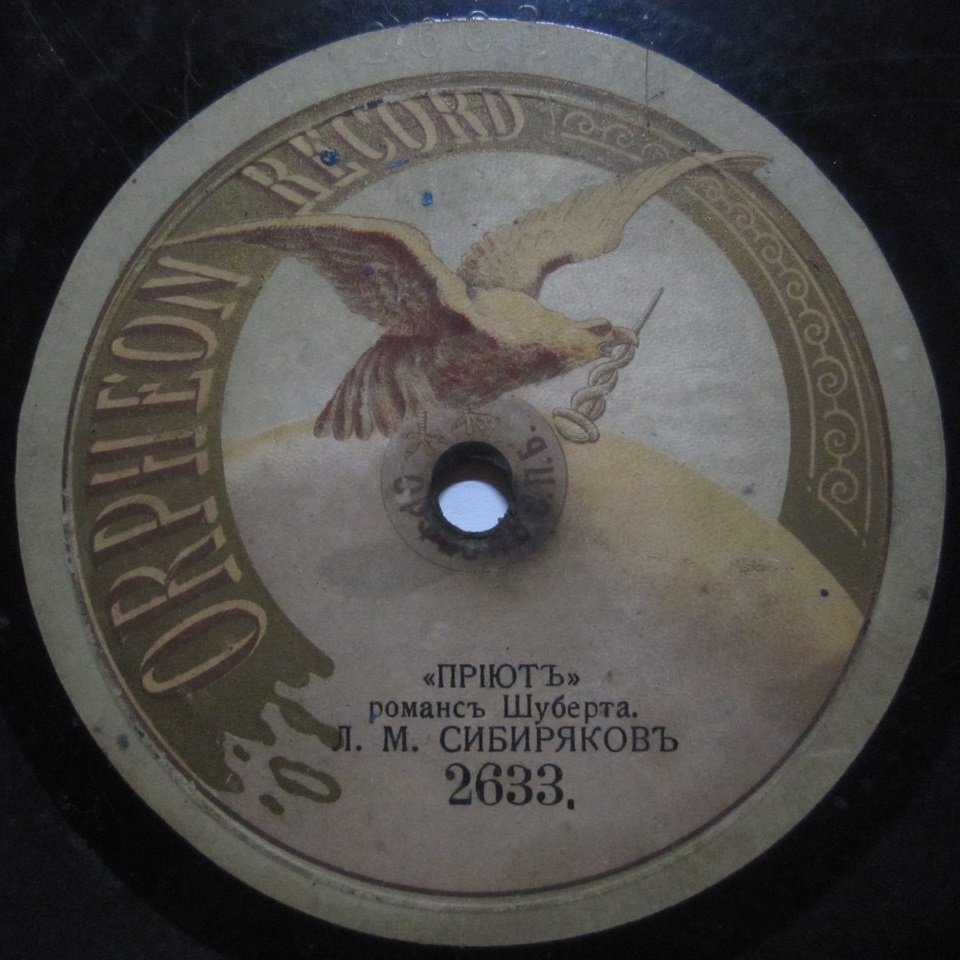 ORPHEON RECORD
С.П.Б.
«ПРІЮТЪ»
романсъ Шуберта.
Л. М. СИБИРЯКОВЪ
2633.